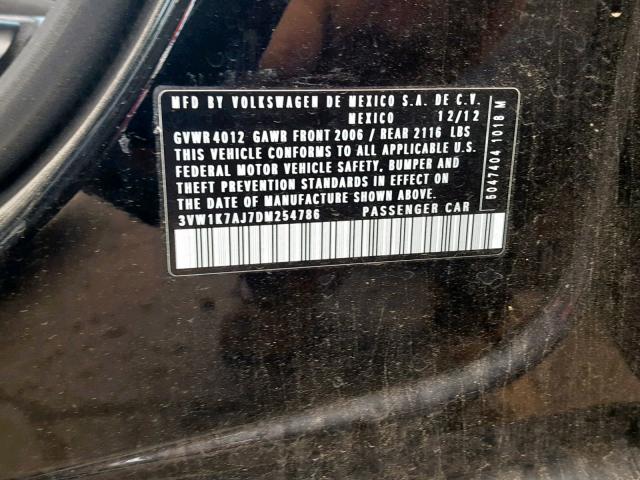 MFD BY VOLKSWAGEN DE MEXICO S.A. DE C.V.
MEXICO 12/12
GVWR 4012 GAWR FRONT 2006 / REAR 2116 LBS
THIS VEHICLE CONFORMS TO ALL APPLICABLE U.S.
FEDERAL MOTOR VEHICLE SAFETY, BUMPER AND
THEFT PREVENTION STANDARDS IN EFFECT ON
THE DATE OF MANUFACTURE SHOWN ABOVE.
3VW1K7AJ7DM254786 PASSENGER CAR
5047404 1018 M